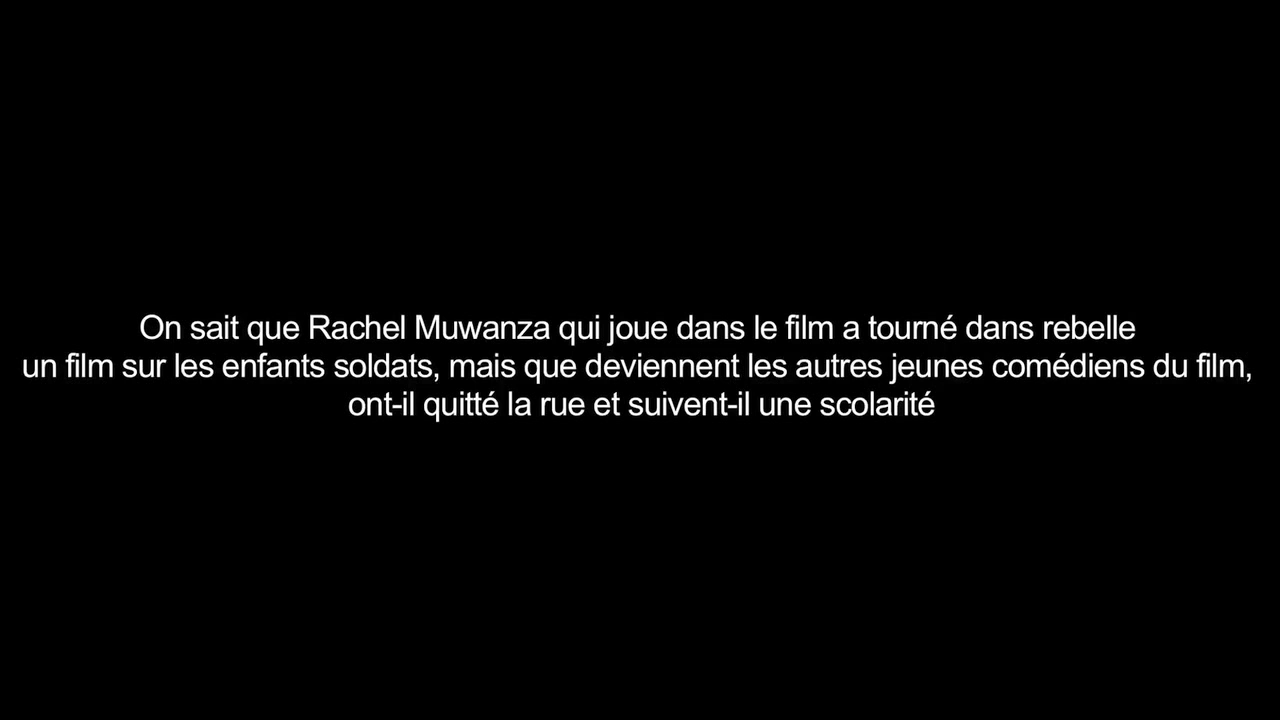 On sait que Rachel Muwanza qui joue dans le film a tourné dans rebelle
un film sur les enfants soldats, mais que deviennent les autres jeunes comédiens du film,
ont-il quitté la rue et suivent-il une scolarité